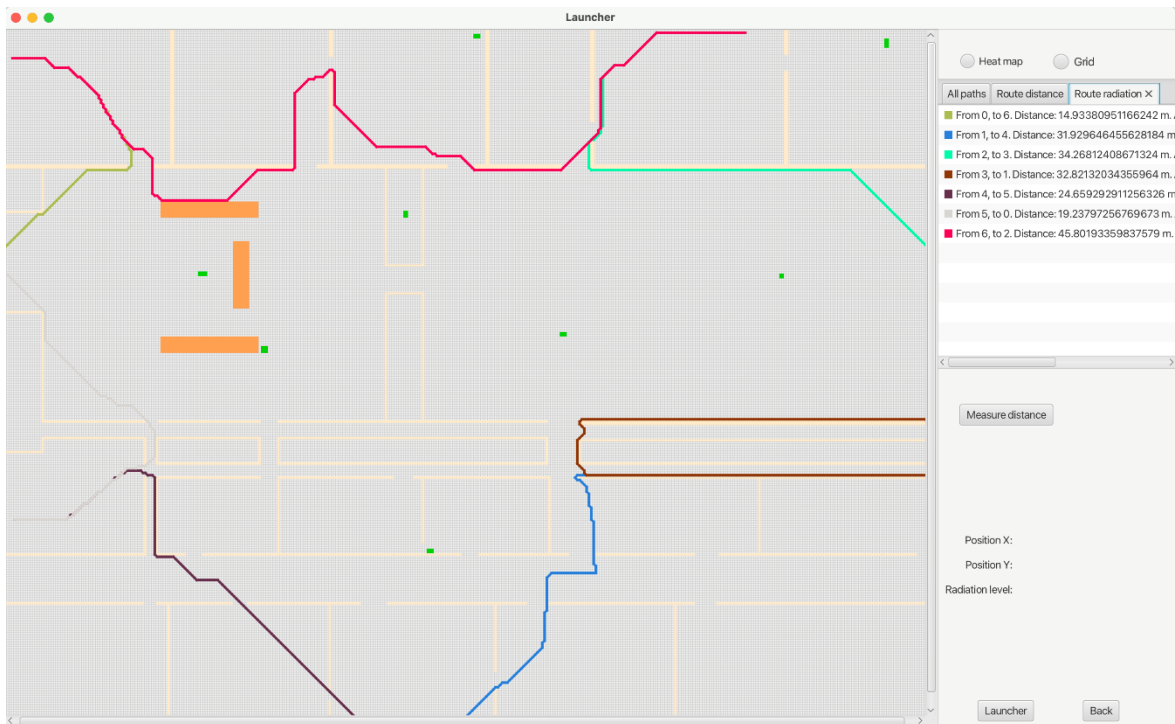 Launcher
Heat map
Grid
All paths Route distance Route radiation ×
From 0, to 6. Distance: 14.93380951166242 m.
From 1, to 4. Distance: 31.929646455628184 m
From 2, to 3. Distance: 34.26812408671324 m.
From 3, to 1. Distance: 32.82132034355964 m.
From 4, to 5. Distance: 24.659292911256326 m
From 5, to 0. Distance: 19.23797256769673 m.
From 6, to 2. Distance: 45.80193359837579 m.
Measure distance
Position X:
Position Y:
Radiation level:
Launcher
Back